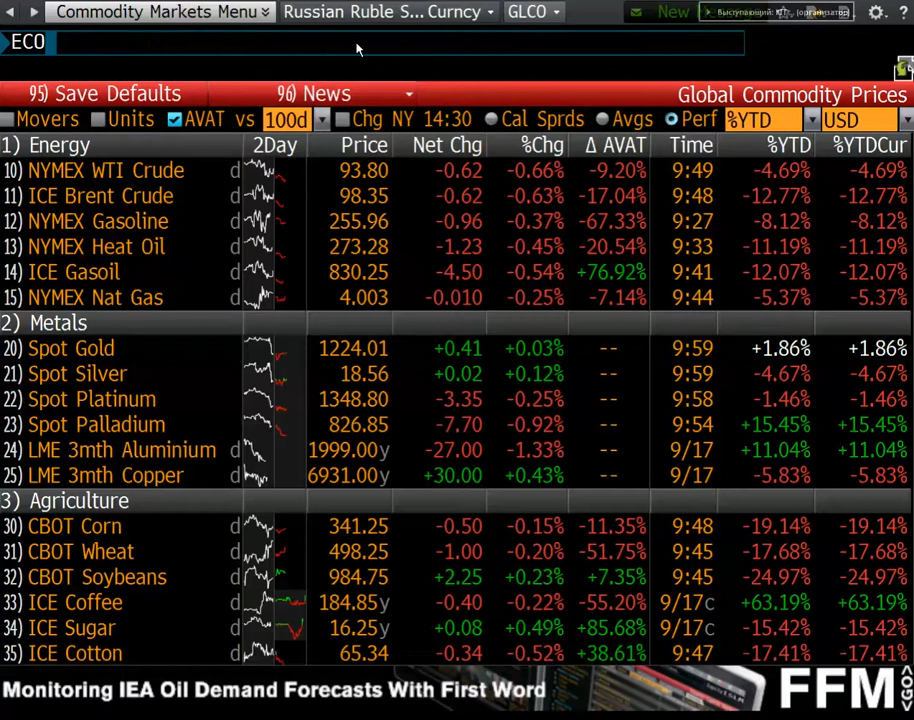 Commodity Markets Menu Russian Ruble S... Curncy GLCO New ?
ECO
95) Save Defaults 96) News Global Commodity Prices
Movers Units AVAT vs 100d Chg NY 14:30 Cal Sprds Avgs Perf %YTD USD
1) Energy 2Day Price Net Chg %Chg Δ AVAT Time %YTD %YTDCur
10) NYMEX WTI Crude d 93.80 -0.62 -0.66% -9.20% 9:49 -4.69% -4.69%
11) ICE Brent Crude d 98.35 -0.62 -0.63% -17.04% 9:48 -12.77% -12.77%
12) NYMEX Gasoline d 255.96 -0.96 -0.37% -67.33% 9:27 -8.12% -8.12%
13) NYMEX Heat Oil d 273.28 -1.23 -0.45% -20.54% 9:33 -11.19% -11.19%
14) ICE Gasoil d 830.25 -4.50 -0.54% +76.92% 9:41 -12.07% -12.07%
15) NYMEX Nat Gas d 4.003 -0.010 -0.25% -7.14% 9:44 -5.37% -5.37%
2) Metals
20) Spot Gold 1224.01 +0.41 +0.03% -- 9:59 +1.86% +1.86%
21) Spot Silver 18.56 +0.02 +0.12% -- 9:59 -4.67% -4.67%
22) Spot Platinum 1348.80 -3.35 -0.25% -- 9:58 -1.46% -1.46%
23) Spot Palladium 826.85 -7.70 -0.92% -- 9:54 +15.45% +15.45%
24) LME 3mth Aluminium d 1999.00y -27.00 -1.33% -- 9/17 +11.04% +11.04%
25) LME 3mth Copper d 6931.00y +30.00 +0.43% -- 9/17 -5.83% -5.83%
3) Agriculture
30) CBOT Corn d 341.25 -0.50 -0.15% -11.35% 9:48 -19.14% -19.14%
31) CBOT Wheat d 498.25 -1.00 -0.20% -51.75% 9:45 -17.68% -17.68%
32) CBOT Soybeans d 984.75 +2.25 +0.23% +7.35% 9:45 -24.97% -24.97%
33) ICE Coffee d 184.85y -0.40 -0.22% -55.20% 9/17c +63.19% +63.19%
34) ICE Sugar d 16.25y +0.08 +0.49% +85.68% 9/17c -15.42% -15.42%
35) ICE Cotton d 65.34 -0.34 -0.52% +38.61% 9:47 -17.41% -17.41%
Monitoring IEA Oil Demand Forecasts With First Word FFM <GO>